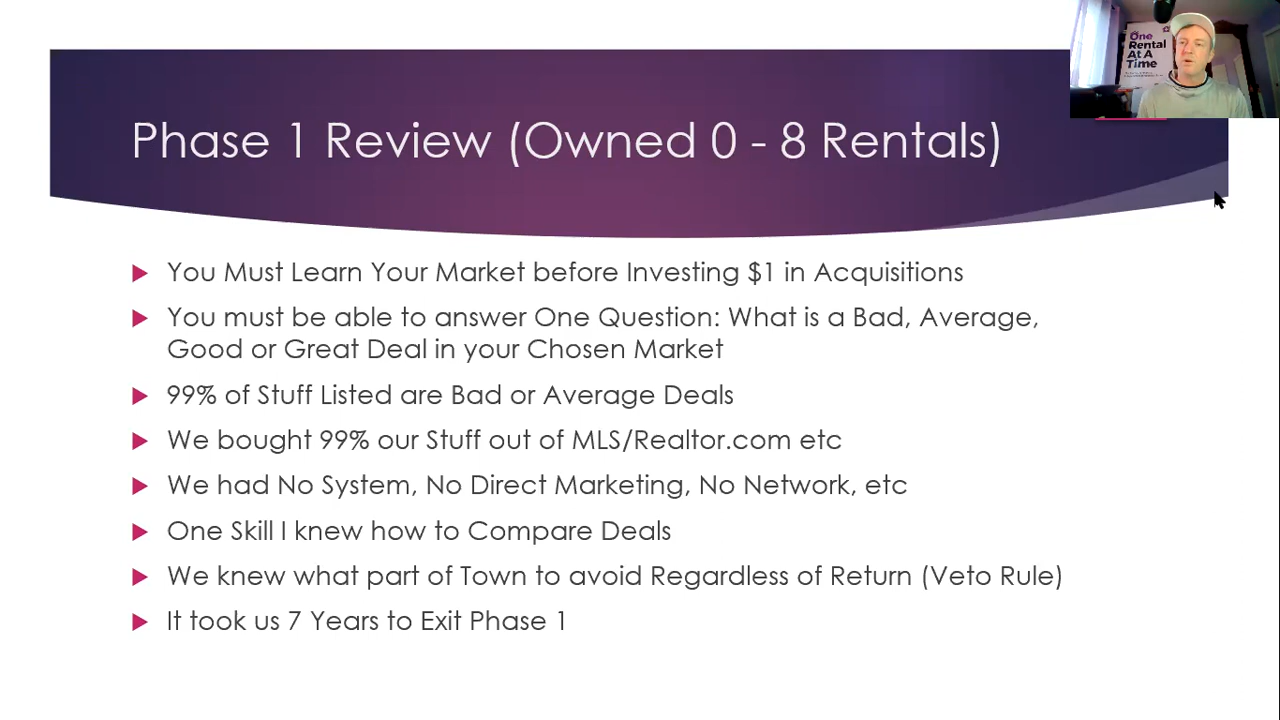 One
Rental
At A
Time
Phase 1 Review (Owned 0 - 8 Rentals)
You Must Learn Your Market before Investing $1 in Acquisitions
You must be able to answer One Question: What is a Bad, Average,
Good or Great Deal in your Chosen Market
99% of Stuff Listed are Bad or Average Deals
We bought 99% our Stuff out of MLS/Realtor.com etc
We had No System, No Direct Marketing, No Network, etc
One Skill I knew how to Compare Deals
We knew what part of Town to avoid Regardless of Return (Veto Rule)
It took us 7 Years to Exit Phase 1